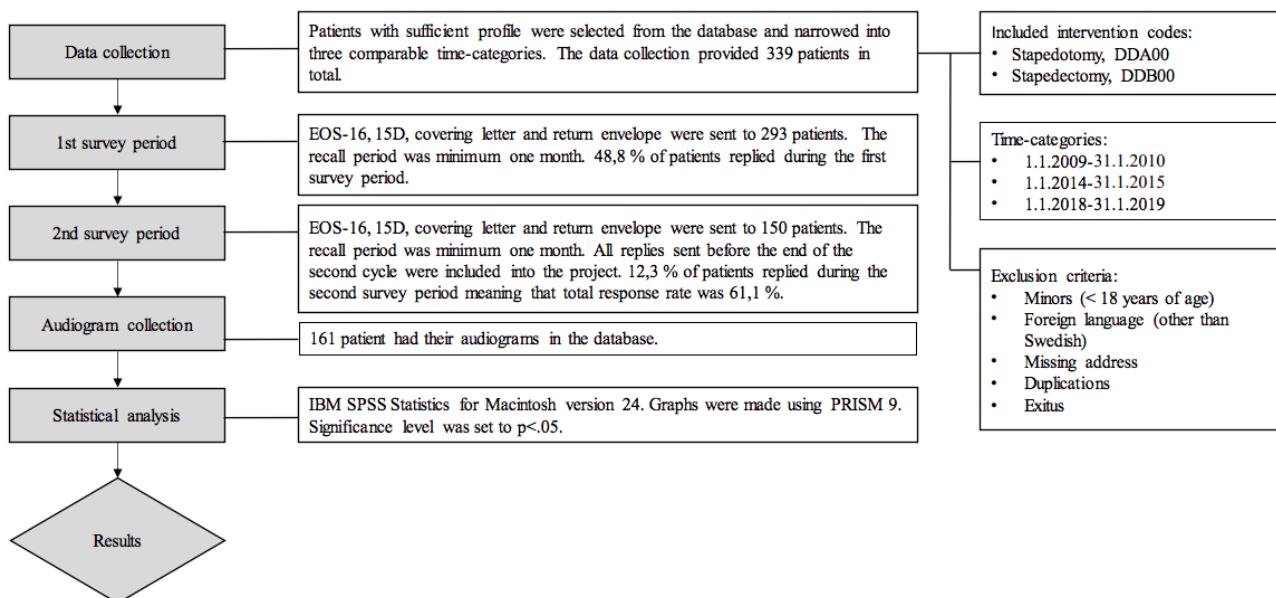 Data collection
Patients with sufficient profile were selected from the database and narrowed into
three comparable time-categories. The data collection provided 339 patients in
total.
Included intervention codes:
• Stapedotomy, DDA00
• Stapedectomy, DDB00
1st survey period
EOS-16, 15D, covering letter and return envelope were sent to 293 patients. The
recall period was minimum one month. 48,8 % of patients replied during the first
survey period.
Time-categories:
• 1.1.2009-31.1.2010
• 1.1.2014-31.1.2015
• 1.1.2018-31.1.2019
2nd survey period
EOS-16, 15D, covering letter and return envelope were sent to 150 patients. The
recall period was minimum one month. All replies sent before the end of the
second cycle were included into the project. 12,3 % of patients replied during the
second survey period meaning that total response rate was 61,1 %.
Exclusion criteria:
• Minors (< 18 years of age)
• Foreign language (other than
Swedish)
• Missing address
• Duplications
• Exitus
Audiogram collection
161 patient had their audiograms in the database.
Statistical analysis
IBM SPSS Statistics for Macintosh version 24. Graphs were made using PRISM 9.
Significance level was set to p<.05.
Results